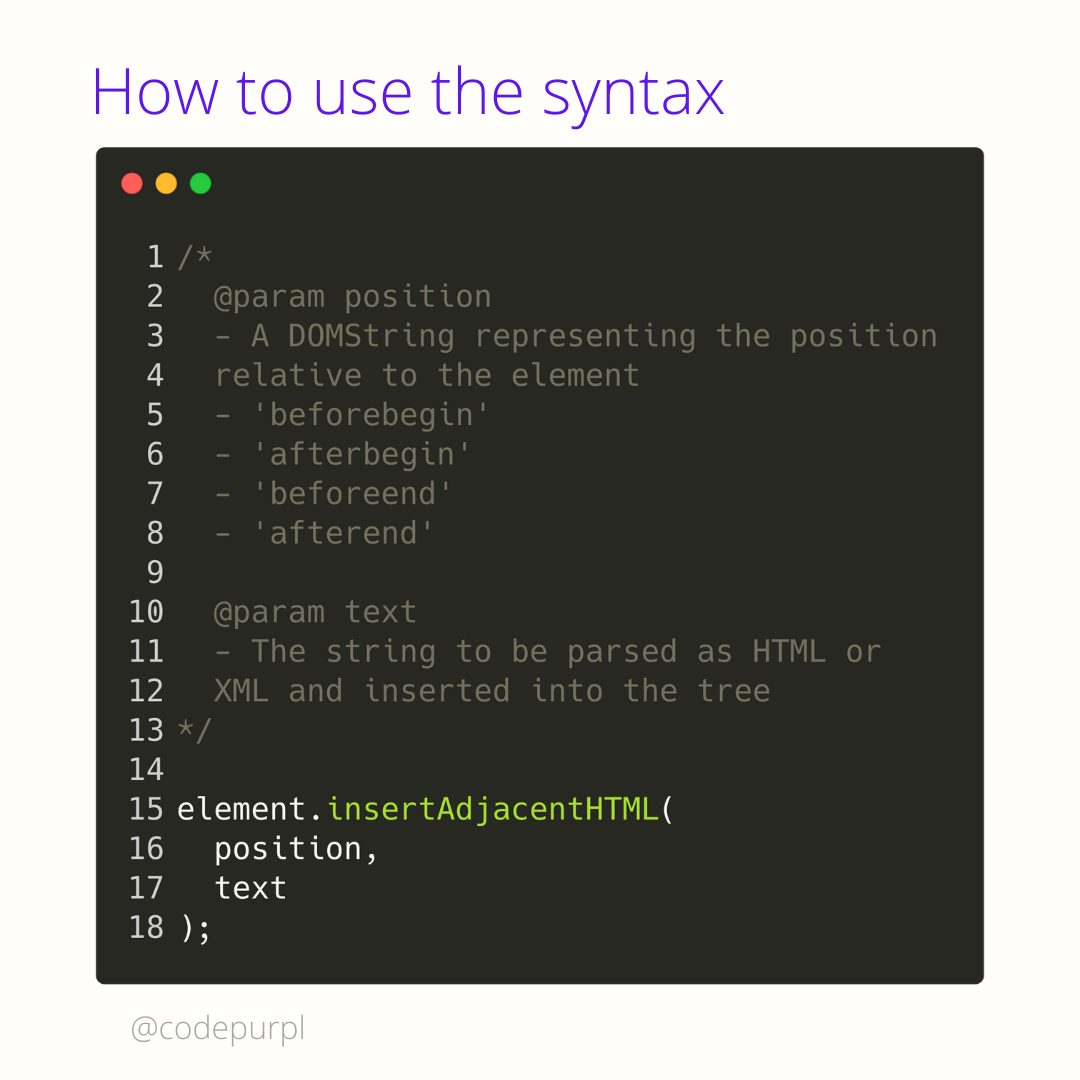 How to use the syntax
1 /*
2   @param position
3   - A DOMString representing the position
4   relative to the element
5   - 'beforebegin'
6   - 'afterbegin'
7   - 'beforeend'
8   - 'afterend'
9
10   @param text
11   - The string to be parsed as HTML or
12   XML and inserted into the tree
13 */
14
15 element.insertAdjacentHTML(
16   position,
17   text
18 );
@codepurpl